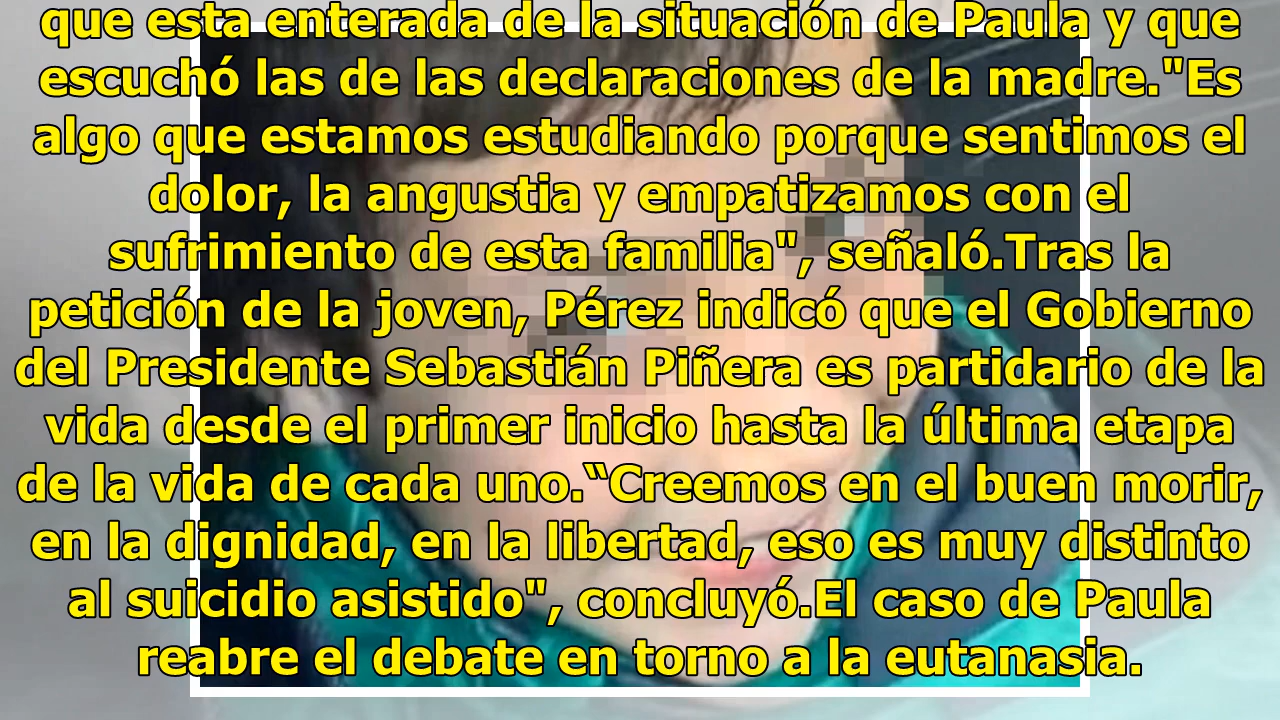 que esta enterada de la situación de Paula y que
escuchó las de las declaraciones de la madre."Es
algo que estamos estudiando porque sentimos el
dolor, la angustia y empatizamos con el
sufrimiento de esta familia", señaló.Tras la
petición de la joven, Pérez indicó que el Gobierno
del Presidente Sebastián Piñera es partidario de la
vida desde el primer inicio hasta la última etapa
de la vida de cada uno.“Creemos en el buen morir,
en la dignidad, en la libertad, eso es muy distinto
al suicidio asistido", concluyó.El caso de Paula
reabre el debate en torno a la eutanasia.